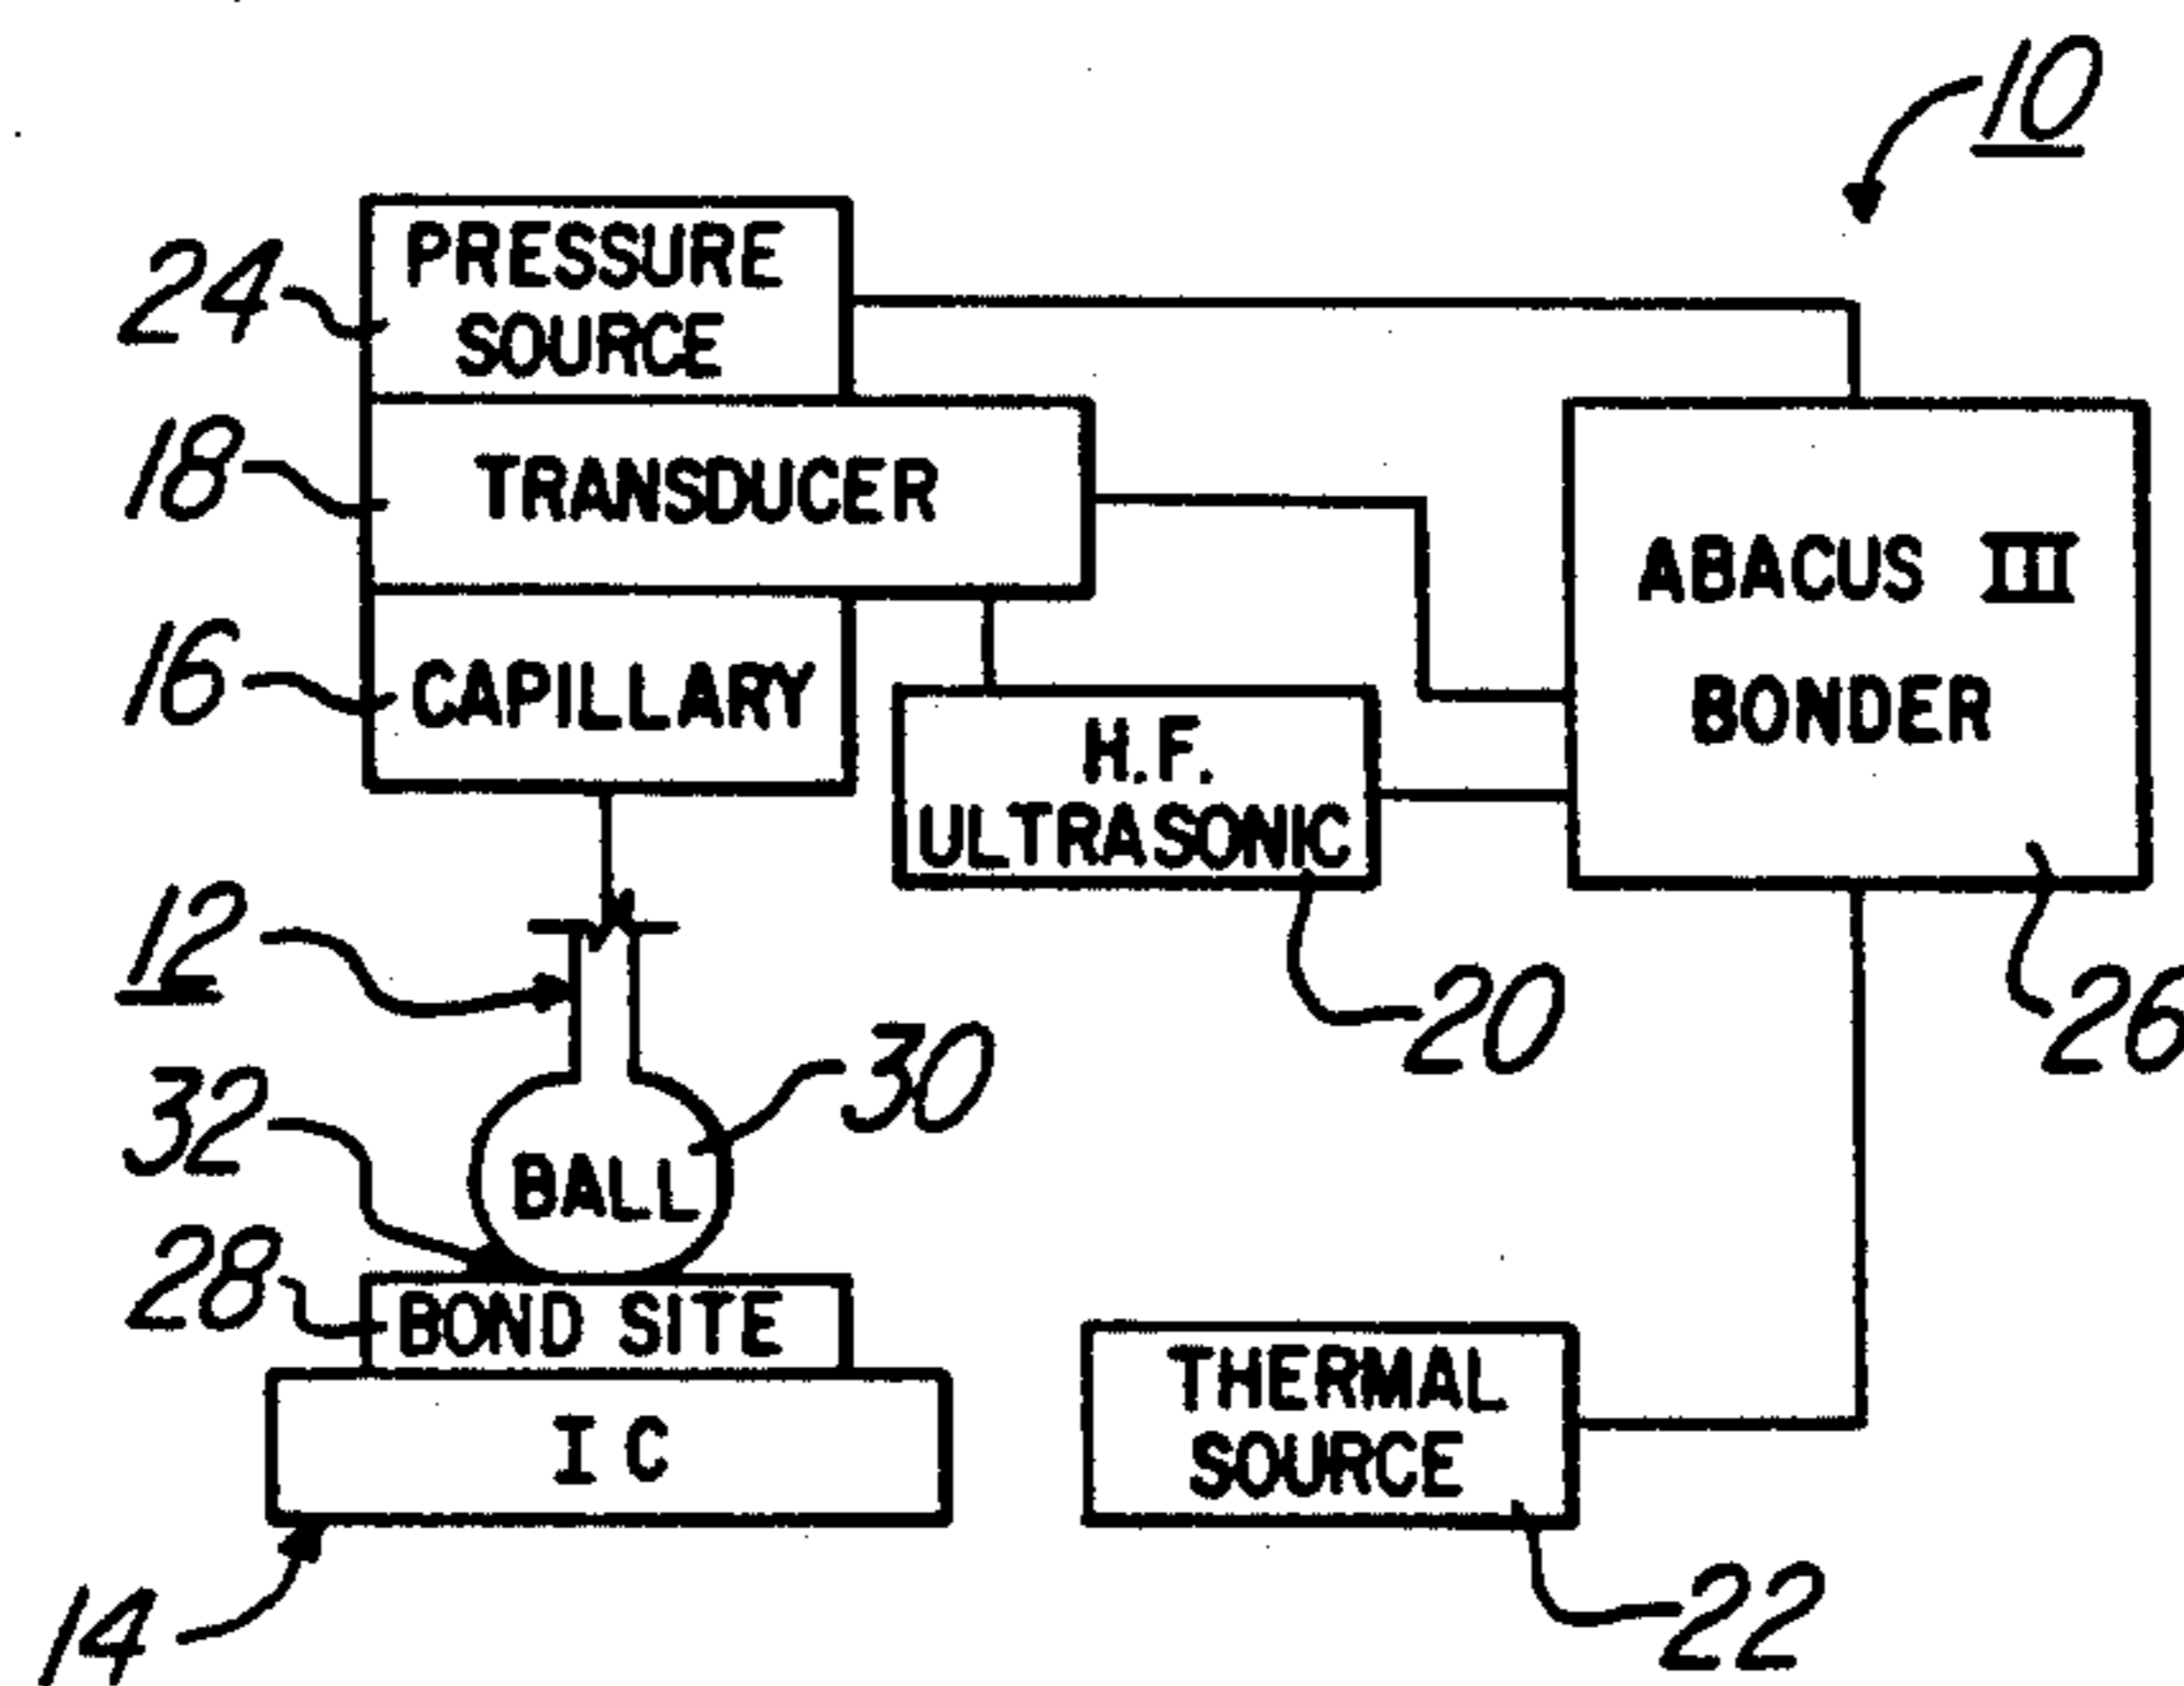 10
24
PRESSURE
SOURCE
18
TRANSDUCER
16
CAPILLARY
ABACUS III
BONDER
H.F.
ULTRASONIC
12
20
26
30
32
BALL
28
BOND SITE
IC
THERMAL
SOURCE
14
22